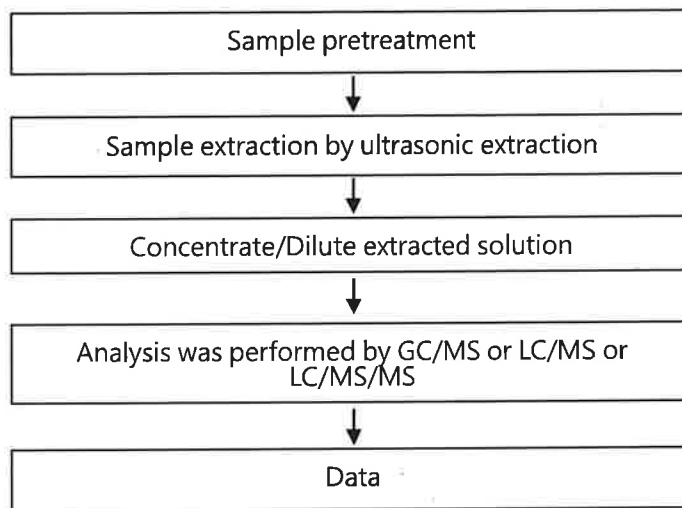 Sample pretreatment
Sample extraction by ultrasonic extraction
Concentrate/Dilute extracted solution
Analysis was performed by GC/MS or LC/MS or
LC/MS/MS
Data